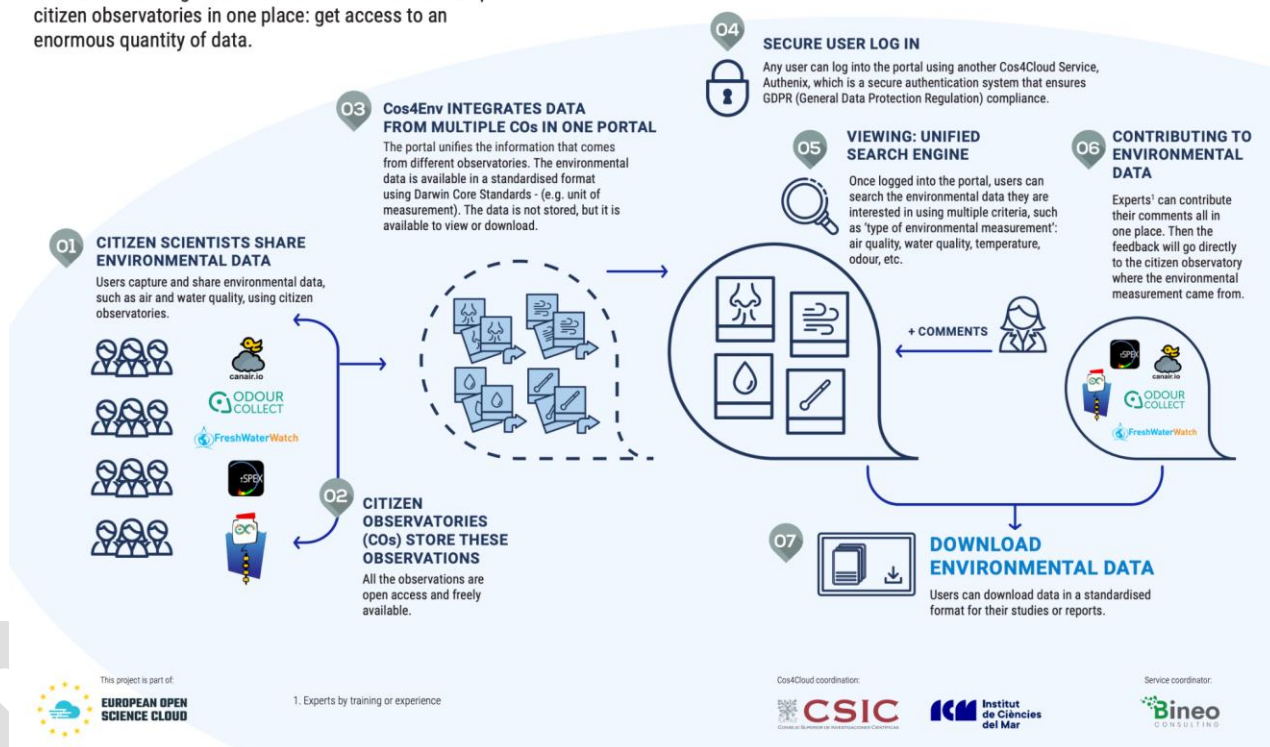 citizen observatories in one place: get access to an
enormous quantity of data.
01
CITIZEN SCIENTISTS SHARE
ENVIRONMENTAL DATA
Users capture and share environmental data,
such as air and water quality, using citizen
observatories.
canair.io
ODOUR
COLLECT
FreshWaterWatch
iSPEX
02
CITIZEN
OBSERVATORIES
(COs) STORE THESE
OBSERVATIONS
All the observations are
open access and freely
available.
03
Cos4Env INTEGRATES DATA
FROM MULTIPLE COs IN ONE PORTAL
The portal unifies the information that comes
from different observatories. The environmental
data is available in a standardised format
using Darwin Core Standards - (e.g. unit of
measurement). The data is not stored, but it is
available to view or download.
04
SECURE USER LOG IN
Any user can log into the portal using another Cos4Cloud Service,
Authenix, which is a secure authentication system that ensures
GDPR (General Data Protection Regulation) compliance.
05
VIEWING: UNIFIED
SEARCH ENGINE
Once logged into the portal, users can
search the environmental data they are
interested in using multiple criteria, such
as ‘type of environmental measurement’:
air quality, water quality, temperature,
odour, etc.
+ COMMENTS
06
CONTRIBUTING TO
ENVIRONMENTAL
DATA
Experts¹ can contribute
their comments all in
one place. Then the
feedback will go directly
to the citizen observatory
where the environmental
measurement came from.
iSPEX
canair.io
ODOUR
COLLECT
FreshWaterWatch
07
DOWNLOAD
ENVIRONMENTAL DATA
Users can download data in a standardised
format for their studies or reports.
This project is part of:
EUROPEAN OPEN
SCIENCE CLOUD
1. Experts by training or experience
Cos4Cloud coordination:
CSIC
CONSEJO SUPERIOR DE INVESTIGACIONES CIENTÍFICAS
ICM
Institut
de Ciències
del Mar
Service coordinator:
Bineo
CONSULTING